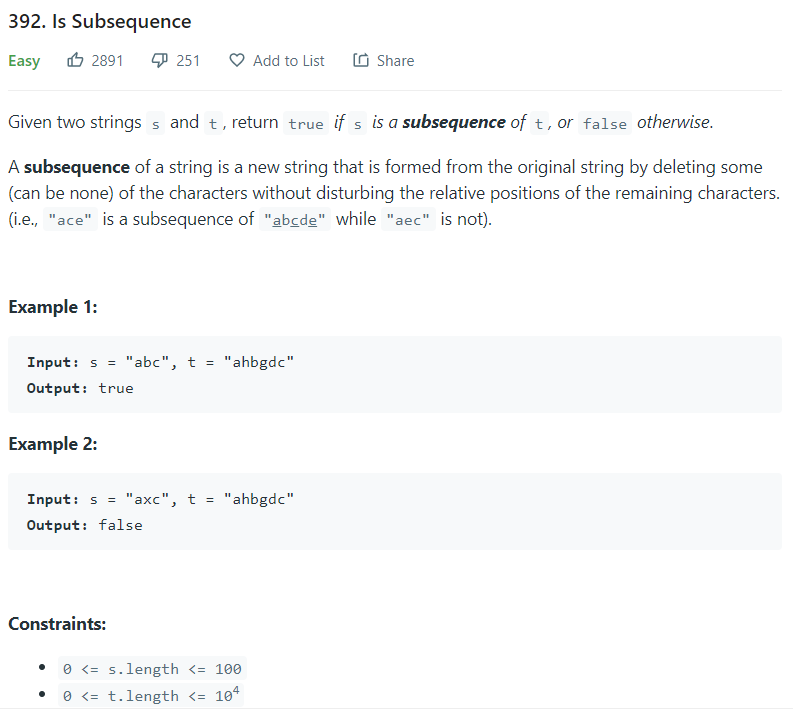 392. Is Subsequence
Easy 2891 251 Add to List Share
Given two strings s and t, return true if s is a subsequence of t, or false otherwise.
A subsequence of a string is a new string that is formed from the original string by deleting some
(can be none) of the characters without disturbing the relative positions of the remaining characters.
(i.e., "ace" is a subsequence of "abcde" while "aec" is not).
Example 1:
Input: s = "abc", t = "ahbgdc"
Output: true
Example 2:
Input: s = "axc", t = "ahbgdc"
Output: false
Constraints:
• 0 <= s.length <= 100
• 0 <= t.length <= 10⁴